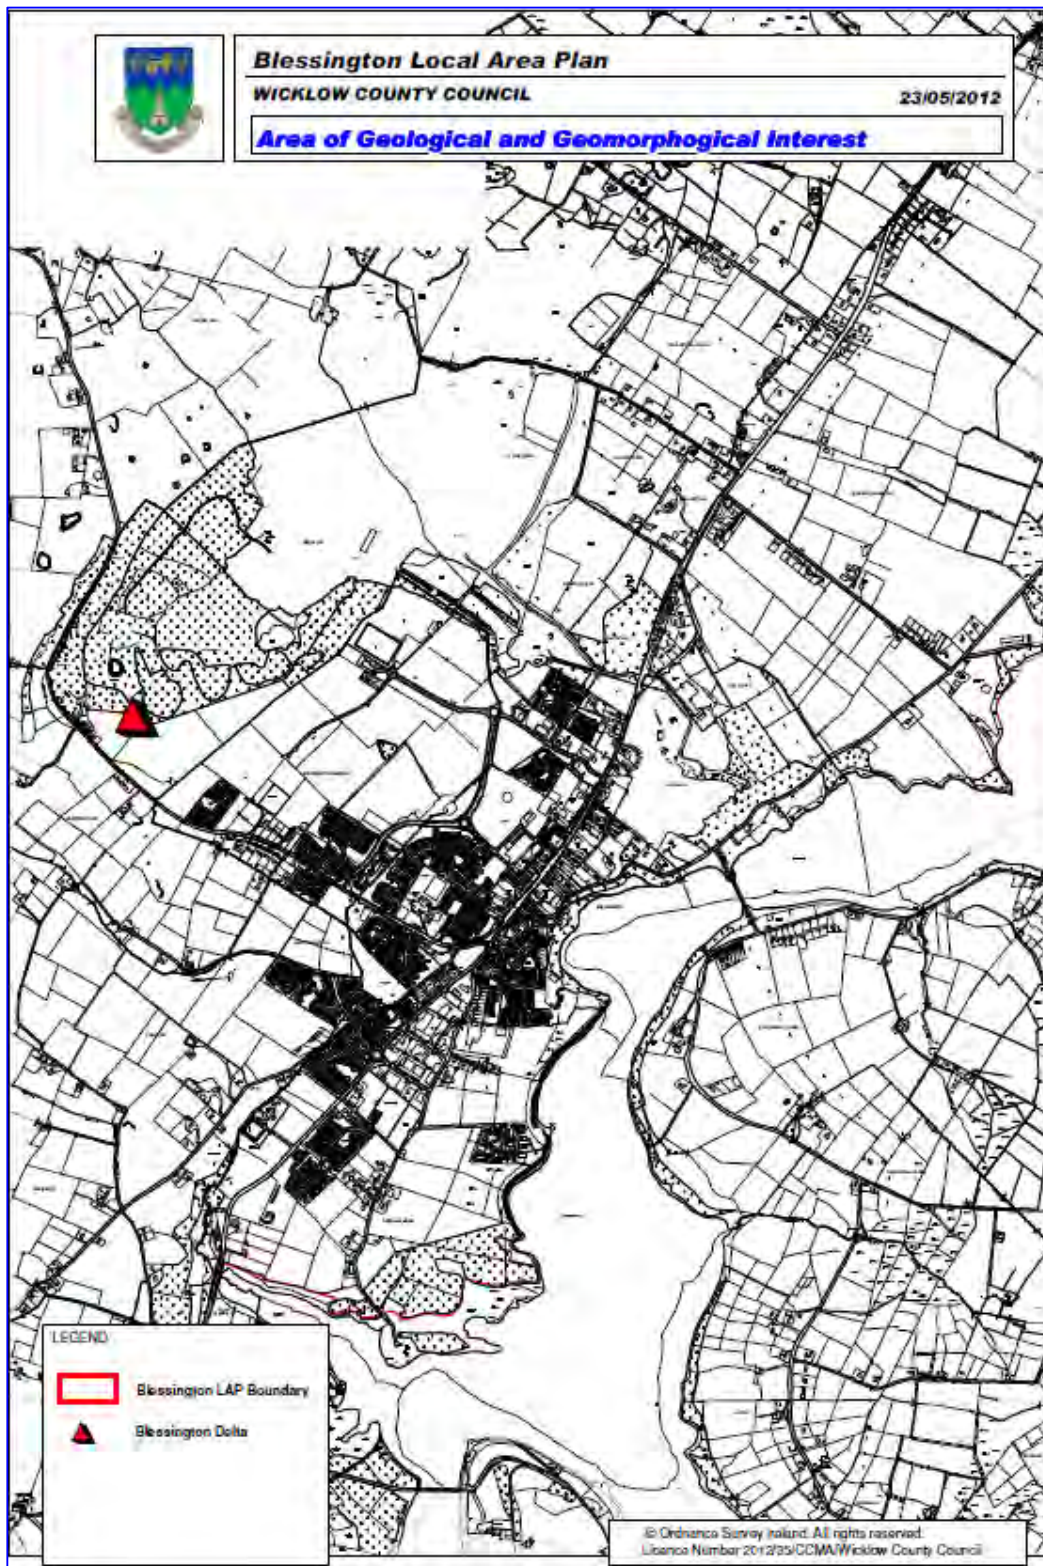 Blessington Local Area Plan
WICKLOW COUNTY COUNCIL 23/05/2012
Area of Geological and Geomorphogical Interest
LEGEND
Blessington LAP Boundary
Blessington Delta
© Ordnance Survey Ireland. All rights reserved.
Licence Number 2012/35/CCMA/Wicklow County Council